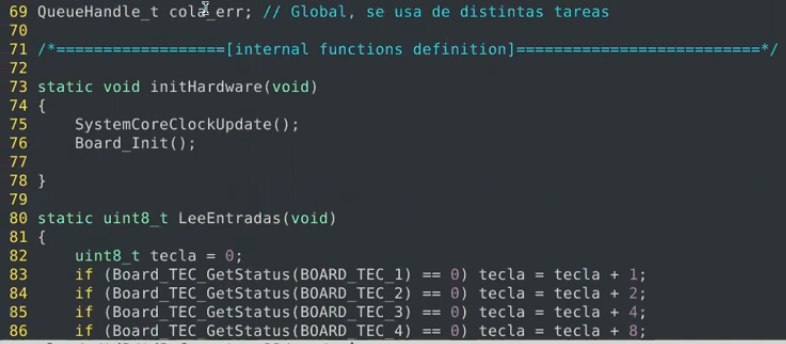 69 QueueHandle_t cola_err; // Global, se usa de distintas tareas
70
71 /*==================[internal functions definition]==========================*/
72
73 static void initHardware(void)
74 {
75     SystemCoreClockUpdate();
76     Board_Init();
77
78 }
79
80 static uint8_t LeeEntradas(void)
81 {
82     uint8_t tecla = 0;
83     if (Board_TEC_GetStatus(BOARD_TEC_1) == 0) tecla = tecla + 1;
84     if (Board_TEC_GetStatus(BOARD_TEC_2) == 0) tecla = tecla + 2;
85     if (Board_TEC_GetStatus(BOARD_TEC_3) == 0) tecla = tecla + 4;
86     if (Board_TEC_GetStatus(BOARD_TEC_4) == 0) tecla = tecla + 8;